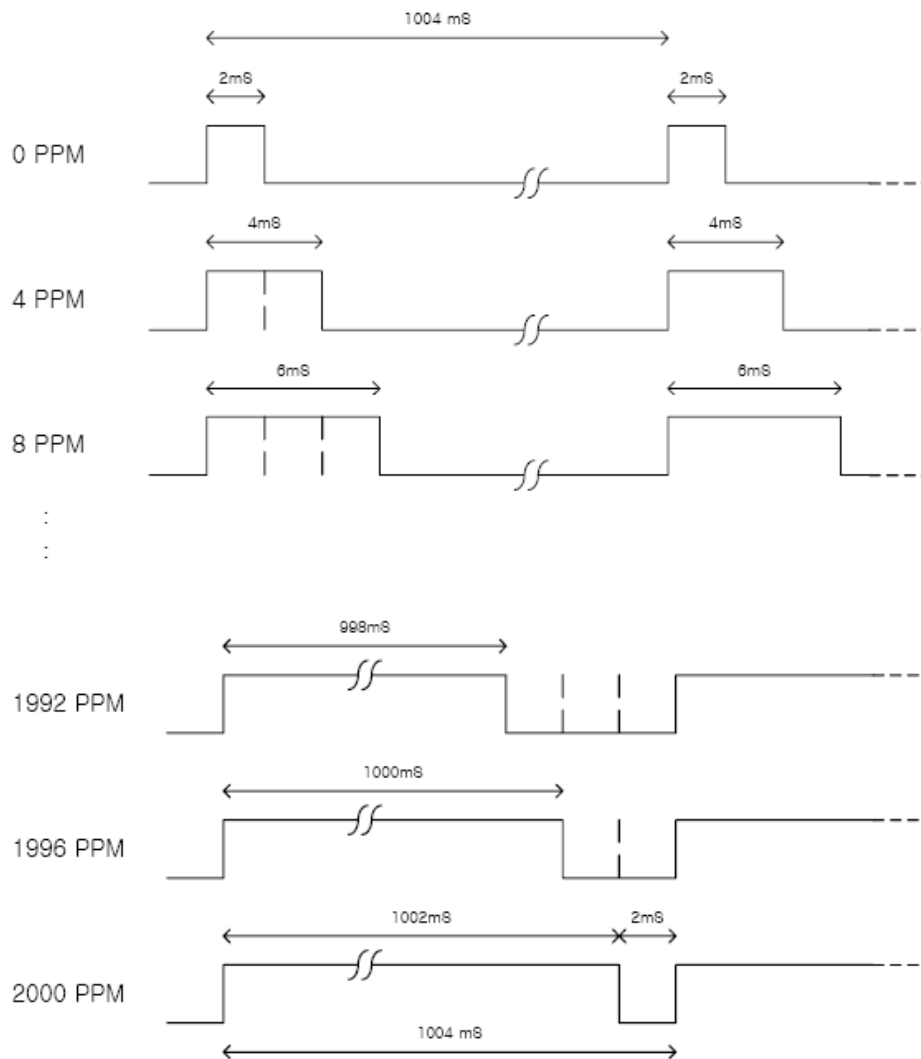 1004 mS
2mS 2mS
0 PPM
4mS 4mS
4 PPM
6mS 6mS
8 PPM
:
:
998mS
1992 PPM
1000mS
1996 PPM
1002mS 2mS
2000 PPM
1004 mS